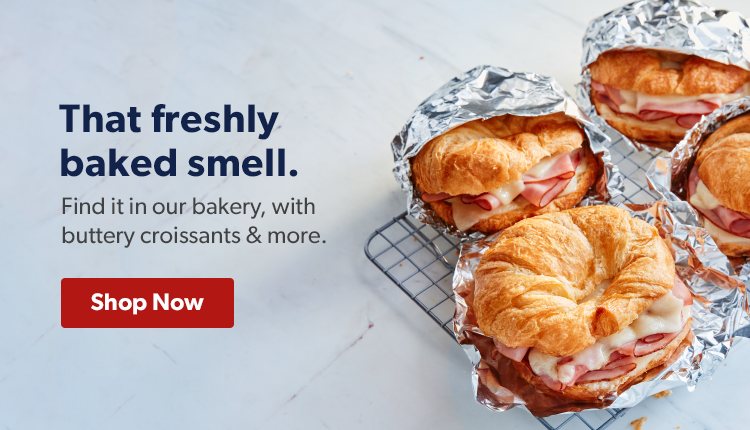 That freshly
baked smell.
Find it in our bakery, with
buttery croissants & more.
Shop Now